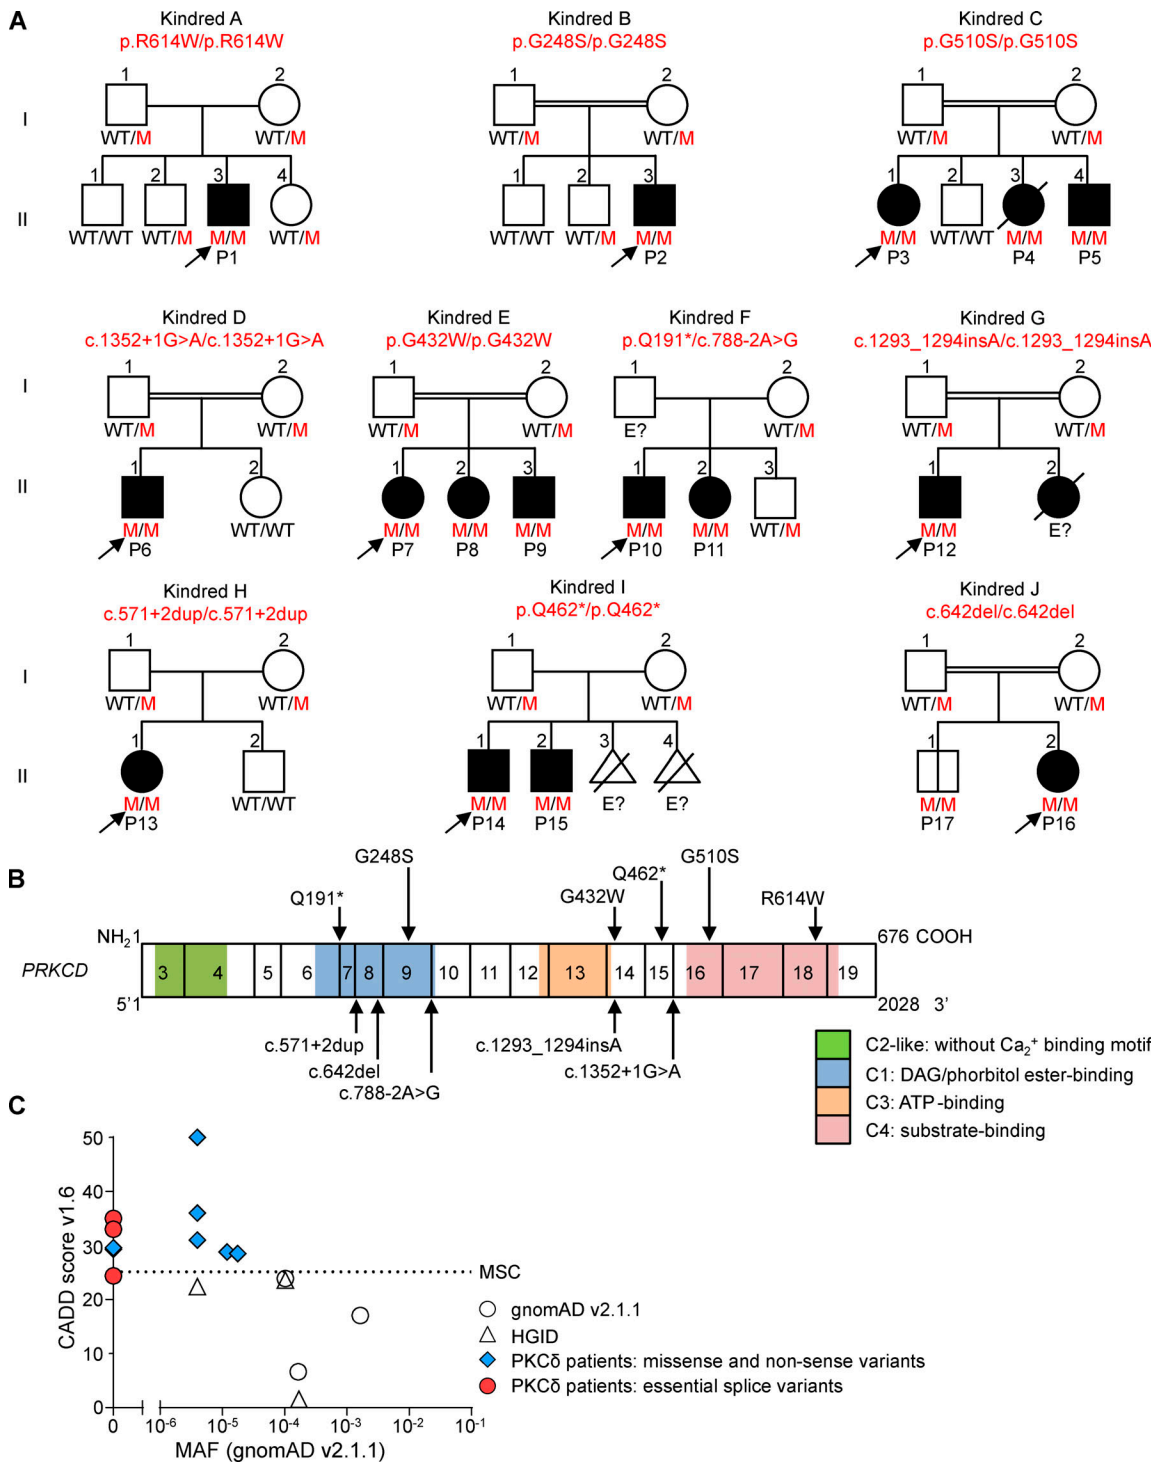 A
Kindred A
p.R614W/p.R614W
Kindred B
p.G248S/p.G248S
Kindred C
p.G510S/p.G510S
I
1 2
WT/M WT/M
1 2
WT/M WT/M
1 2
WT/M WT/M
II
1 2 3 4
WT/WT WT/M M/M WT/M
P1
1 2 3
WT/WT WT/M M/M
P2
1 2 3 4
M/M WT/WT M/M M/M
P3 P4 P5
Kindred D
c.1352+1G>A/c.1352+1G>A
Kindred E
p.G432W/p.G432W
Kindred F
p.Q191*/c.788-2A>G
Kindred G
c.1293_1294insA/c.1293_1294insA
I
1 2
WT/M WT/M
1 2
WT/M WT/M
1 2
E? WT/M
1 2
WT/M WT/M
II
1 2
M/M WT/WT
P6
1 2 3
M/M M/M M/M
P7 P8 P9
1 2 3
M/M M/M WT/M
P10 P11
1 2
M/M E?
P12
Kindred H
c.571+2dup/c.571+2dup
Kindred I
p.Q462*/p.Q462*
Kindred J
c.642del/c.642del
I
1 2
WT/M WT/M
1 2
WT/M WT/M
1 2
WT/M WT/M
II
1 2
M/M WT/WT
P13
1 2 3 4
M/M M/M E? E?
P14 P15
1 2
M/M M/M
P17 P16
B
G248S G510S
Q462*
Q191* G432W R614W
NH2 1 676 COOH
PRKCD 3 4 5 6 7 8 9 10 11 12 13 14 15 16 17 18 19
5' 1 2028 3'
c.571+2dup c.1293_1294insA
c.642del c.1352+1G>A
c.788-2A>G
C2-like: without Ca2+ binding motif
C1: DAG/phorbitol ester-binding
C3: ATP-binding
C4: substrate-binding
C
CADD score v1.6
50
40
30
20
10
0
MSC
gnomAD v2.1.1
HGID
PKCδ patients: missense and non-sense variants
PKCδ patients: essential splice variants
0 10-6 10-5 10-4 10-3 10-2 10-1
MAF (gnomAD v2.1.1)